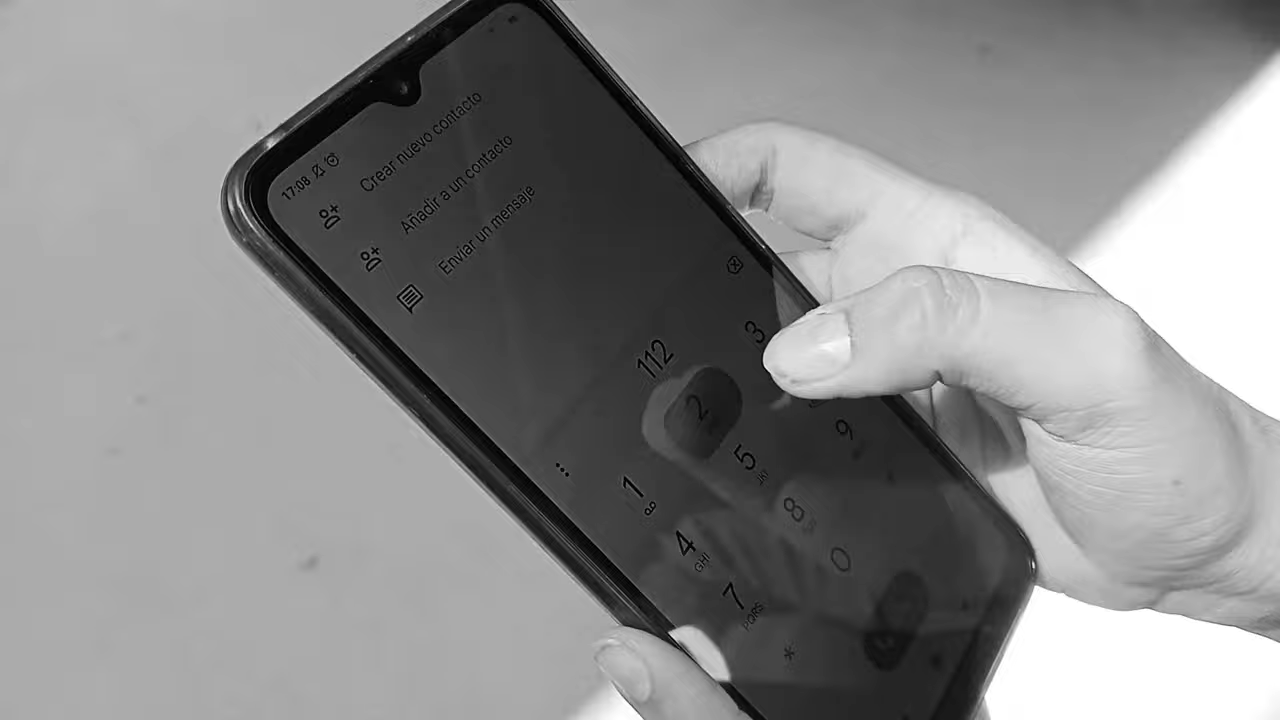 17:08
Crear nuevo contacto
Añadir a un contacto
Enviar un mensaje
112
1
2
3
4
GHI
5
JKL
7
PQRS
8
9
*
0